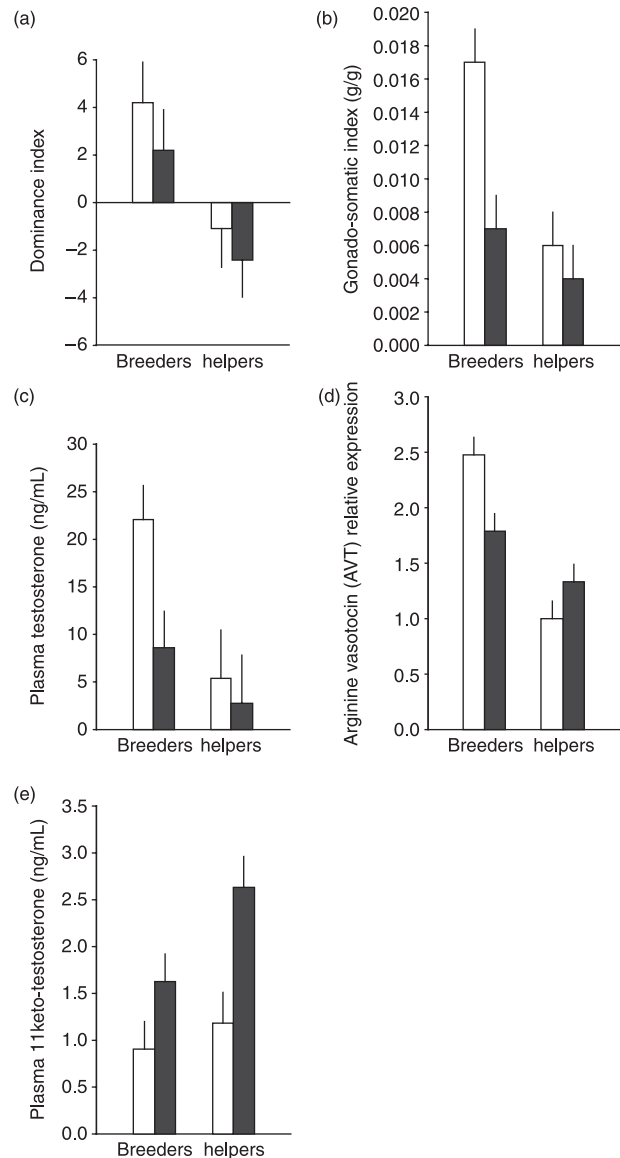 (a)
Dominance index
6
4
2
0
−2
−4
−6
Breeders helpers
(b)
Gonado-somatic index (g/g)
0.020
0.018
0.016
0.014
0.012
0.010
0.008
0.006
0.004
0.002
0.000
Breeders helpers
(c)
Plasma testosterone (ng/mL)
30
25
20
15
10
5
0
Breeders helpers
(d)
Arginine vasotocin (AVT) relative expression
3.0
2.5
2.0
1.5
1.0
0.5
0.0
Breeders helpers
(e)
Plasma 11keto-testosterone (ng/mL)
3.5
3.0
2.5
2.0
1.5
1.0
0.5
0.0
Breeders helpers